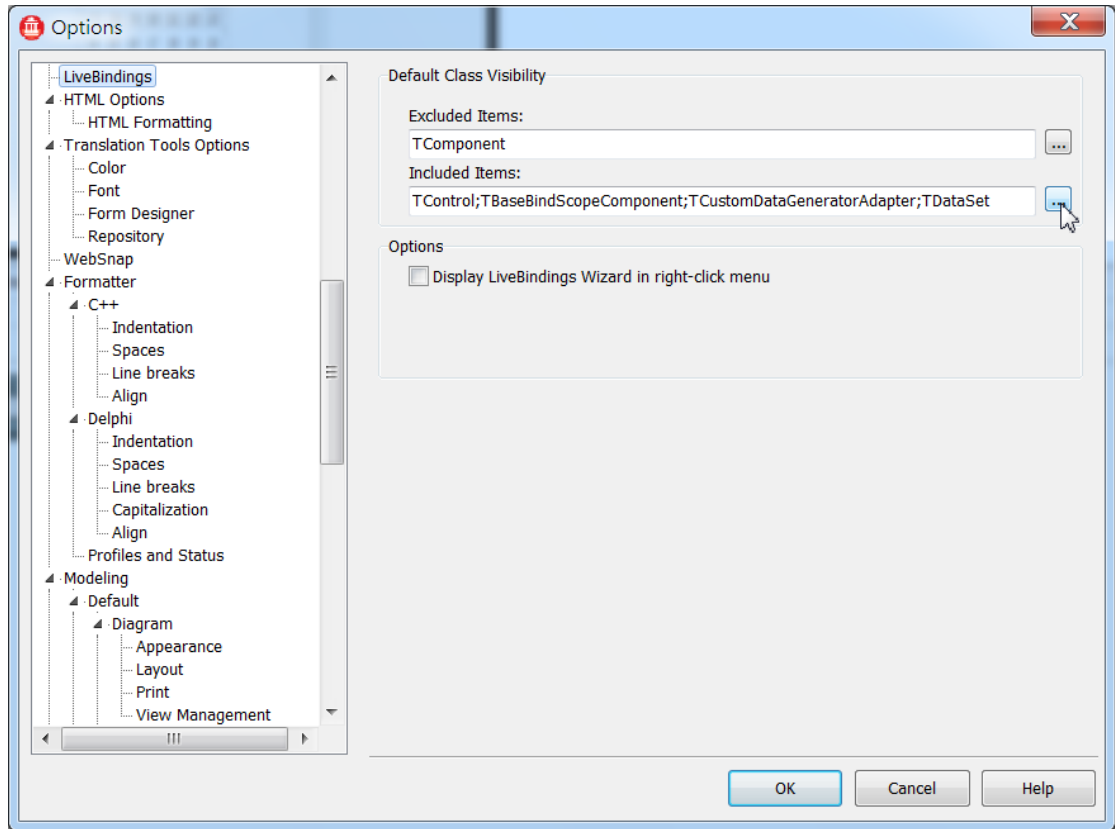 Options
LiveBindings
HTML Options
HTML Formatting
Translation Tools Options
Color
Font
Form Designer
Repository
WebSnap
Formatter
C++
Indentation
Spaces
Line breaks
Align
Delphi
Indentation
Spaces
Line breaks
Capitalization
Align
Profiles and Status
Modeling
Default
Diagram
Appearance
Layout
Print
View Management
Default Class Visibility
Excluded Items:
TComponent
...
Included Items:
TControl;TBaseBindScopeComponent;TCustomDataGeneratorAdapter;TDataSet
...
Options
Display LiveBindings Wizard in right-click menu
OK
Cancel
Help